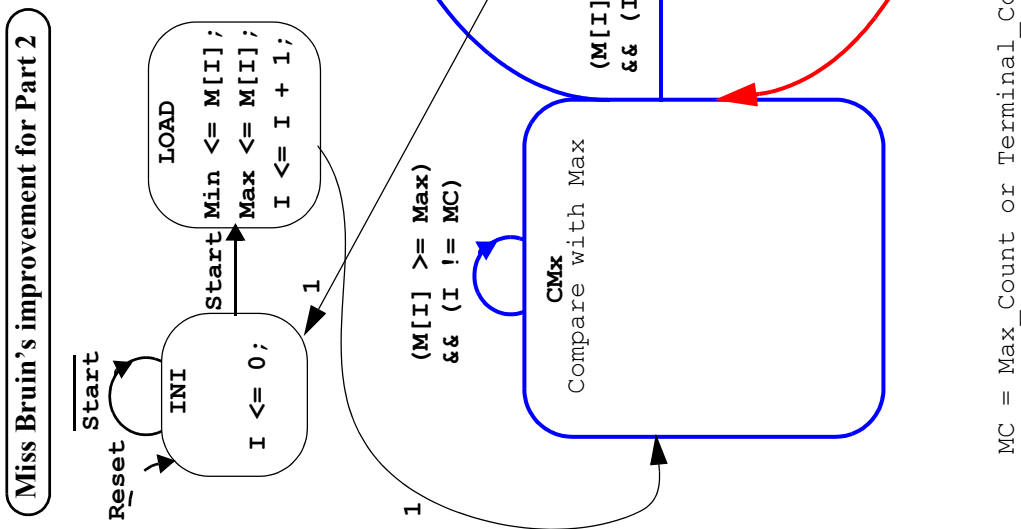 Miss Bruin's improvement for Part 2
Reset
Start
INI
I <= 0;
Start
LOAD
Min <= M[I];
Max <= M[I];
I <= I + 1;
1
1
(M[I] >= Max)
&& (I != MC)
CMx
Compare with Max
(M[I]
&& (I
MC = Max_Count or Terminal_Co